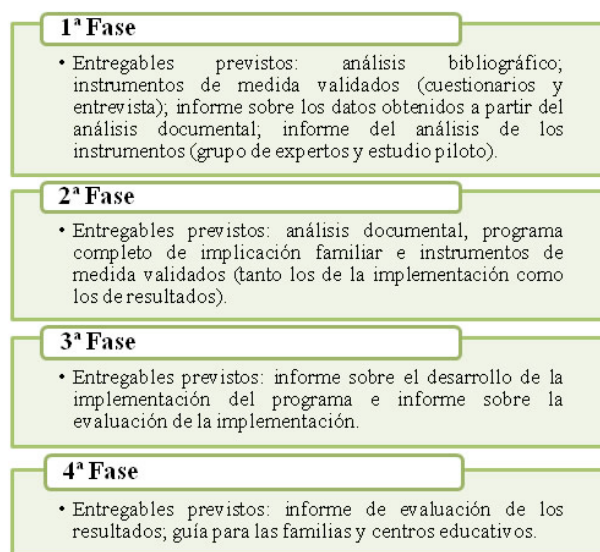 1ª Fase
• Entregables previstos: análisis bibliográfico;
instrumentos de medida validados (cuestionarios y
entrevista); informe sobre los datos obtenidos a partir del
análisis documental; informe del análisis de los
instrumentos (grupo de expertos y estudio piloto).
2ª Fase
• Entregables previstos: análisis documental, programa
completo de implicación familiar e instrumentos de
medida validados (tanto los de la implementación como
los de resultados).
3ª Fase
• Entregables previstos: informe sobre el desarrollo de la
implementación del programa e informe sobre la
evaluación de la implementación.
4ª Fase
• Entregables previstos: informe de evaluación de los
resultados; guía para las familias y centros educativos.